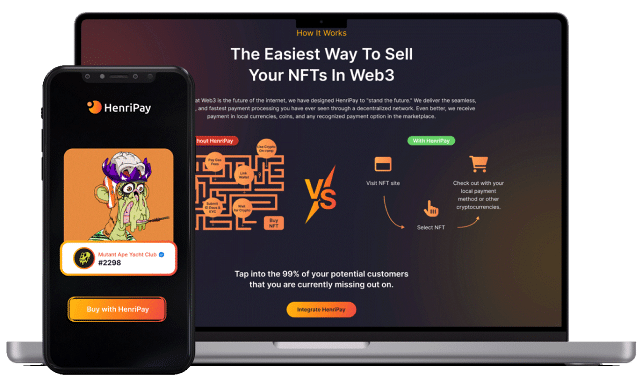 How It Works
The Easiest Way To Sell
Your NFTs In Web3
at Web3 is the future of the internet, we have designed HenriPay to "stand the future." We deliver the seamless,
, and fastest payment processing you have ever seen through a decentralized network. Even better, we receive
payment in local currencies, coins, and any recognized payment option in the marketplace.
hout HenriPay
With HenriPay
Use Crypto
On-ramp
Pay Gas
Fees
Link
Wallet
?
Submit
ID Docs &
KYC
Wait
for Crypto
Buy
NFT
VS
Visit NFT site
Select NFT
Check out with your
local payment
method or other
cryptocurrencies.
Tap into the 99% of your potential customers
that you are currently missing out on.
Integrate HenriPay
HenriPay
Mutant Ape Yacht Club
#2298
Buy with HenriPay